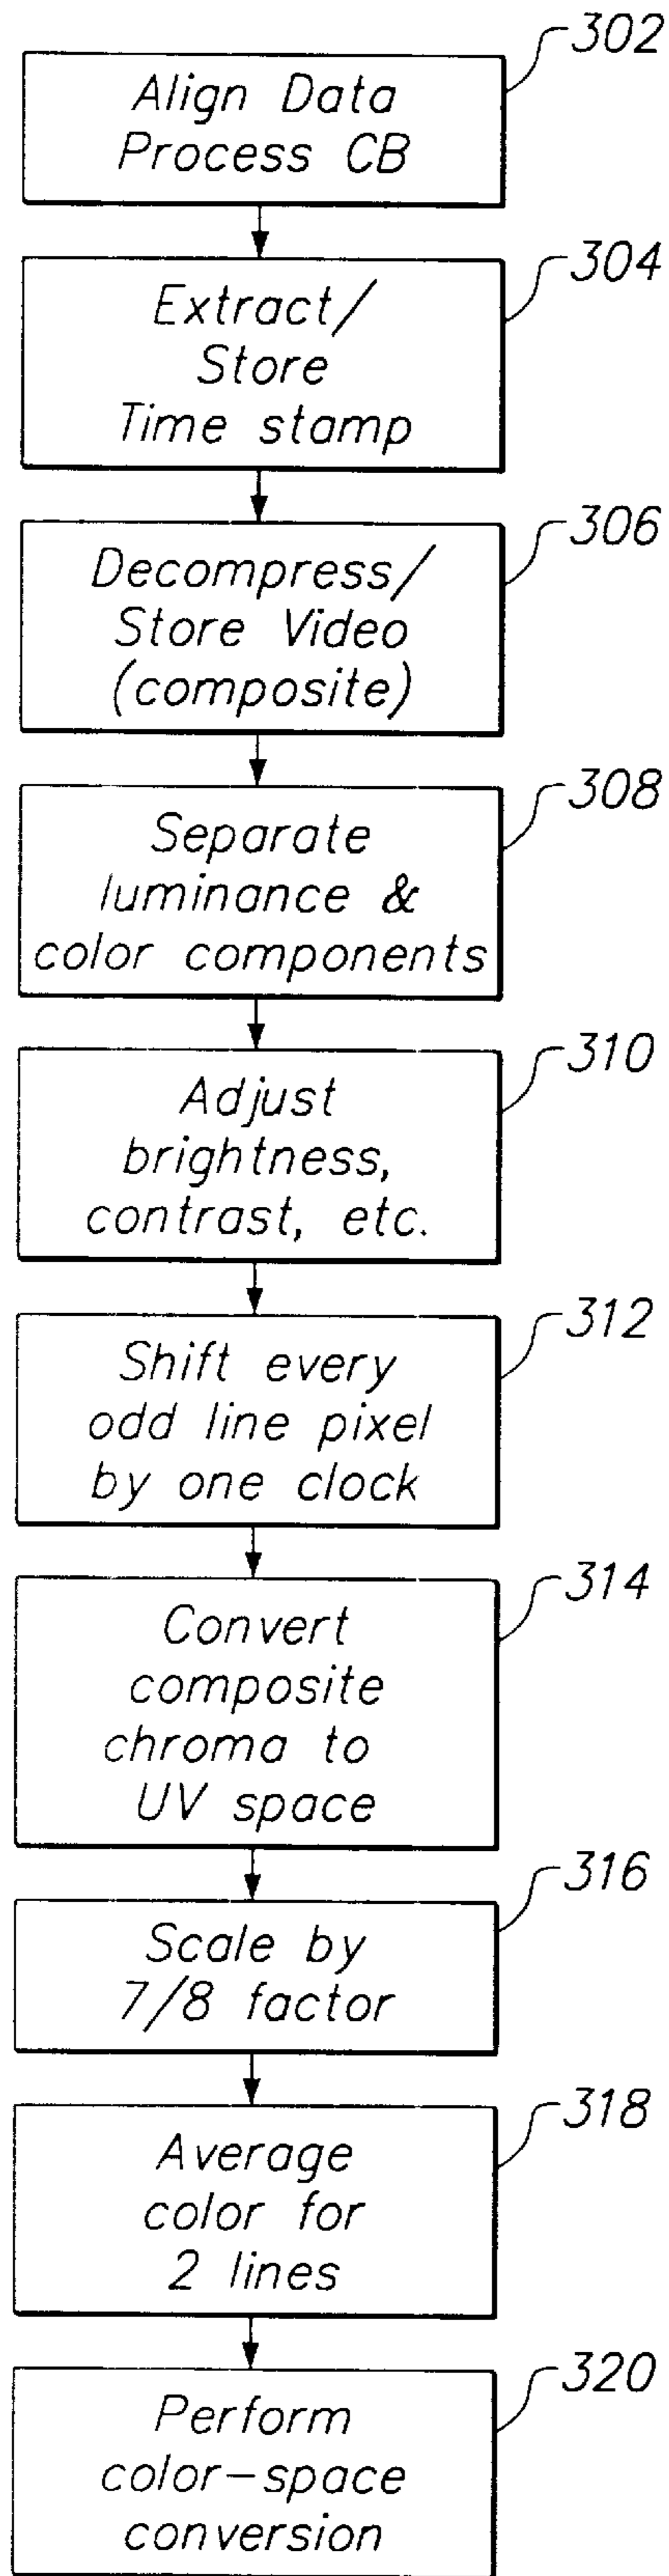 302
Align Data
Process CB
304
Extract/
Store
Time stamp
306
Decompress/
Store Video
(composite)
308
Separate
luminance &
color components
310
Adjust
brightness,
contrast, etc.
312
Shift every
odd line pixel
by one clock
314
Convert
composite
chroma to
UV space
316
Scale by
7/8 factor
318
Average
color for
2 lines
320
Perform
color-space
conversion